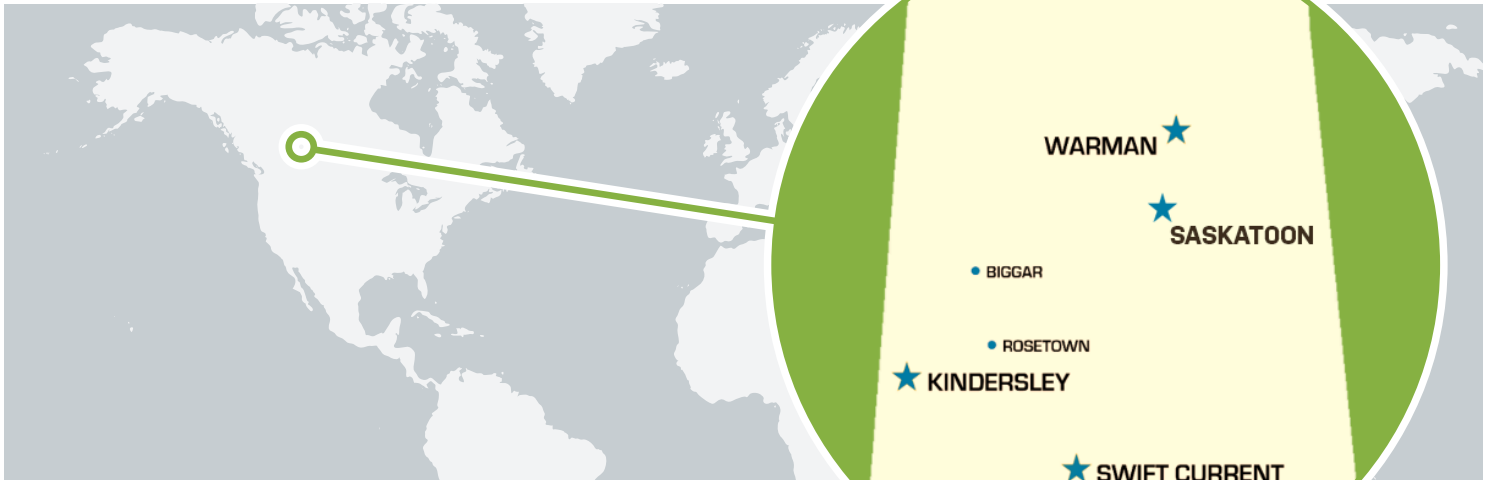 WARMAN
SASKATOON
BIGGAR
ROSETOWN
KINDERSLEY
SWIFT CURRENT